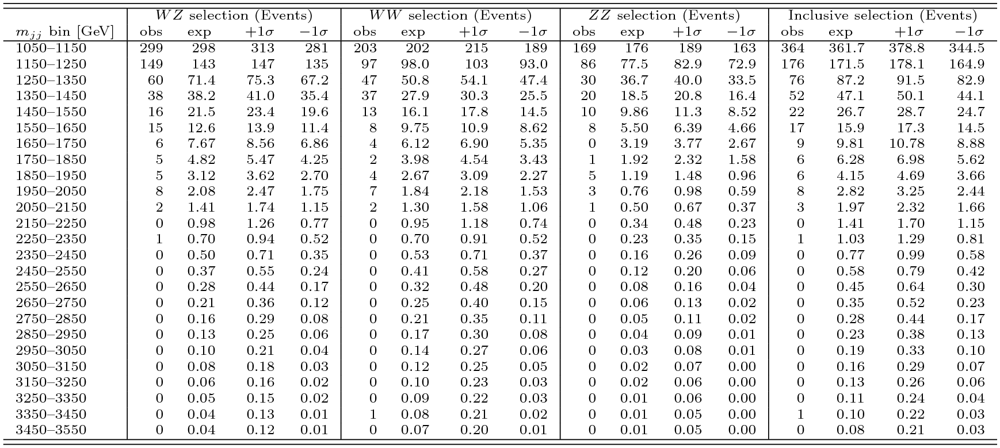 WZ selection (Events) WW selection (Events) ZZ selection (Events) Inclusive selection (Events)
m_jj bin [GeV] obs exp +1σ −1σ obs exp +1σ −1σ obs exp +1σ −1σ obs exp +1σ −1σ
1050–1150 299 298 313 281 203 202 215 189 169 176 189 163 364 361.7 378.8 344.5
1150–1250 149 143 147 135 97 98.0 103 93.0 86 77.5 82.9 72.9 176 171.5 178.1 164.9
1250–1350 60 71.4 75.3 67.2 47 50.8 54.1 47.4 30 36.7 40.0 33.5 76 87.2 91.5 82.9
1350–1450 38 38.2 41.0 35.4 37 27.9 30.3 25.5 20 18.5 20.8 16.4 52 47.1 50.1 44.1
1450–1550 16 21.5 23.4 19.6 13 16.1 17.8 14.5 10 9.86 11.3 8.52 22 26.7 28.7 24.7
1550–1650 15 12.6 13.9 11.4 8 9.75 10.9 8.62 8 5.50 6.39 4.66 17 15.9 17.3 14.5
1650–1750 6 7.67 8.56 6.86 4 6.12 6.90 5.35 0 3.19 3.77 2.67 9 9.81 10.78 8.88
1750–1850 5 4.82 5.47 4.25 2 3.98 4.54 3.43 1 1.92 2.32 1.58 6 6.28 6.98 5.62
1850–1950 5 3.12 3.62 2.70 4 2.67 3.09 2.27 5 1.19 1.48 0.96 6 4.15 4.69 3.66
1950–2050 8 2.08 2.47 1.75 7 1.84 2.18 1.53 3 0.76 0.98 0.59 8 2.82 3.25 2.44
2050–2150 2 1.41 1.74 1.15 2 1.30 1.58 1.06 1 0.50 0.67 0.37 3 1.97 2.32 1.66
2150–2250 0 0.98 1.26 0.77 0 0.95 1.18 0.74 0 0.34 0.48 0.23 0 1.41 1.70 1.15
2250–2350 1 0.70 0.94 0.52 0 0.70 0.91 0.52 0 0.23 0.35 0.15 1 1.03 1.29 0.81
2350–2450 0 0.50 0.71 0.35 0 0.53 0.71 0.37 0 0.16 0.26 0.09 0 0.77 0.99 0.58
2450–2550 0 0.37 0.55 0.24 0 0.41 0.58 0.27 0 0.12 0.20 0.06 0 0.58 0.79 0.42
2550–2650 0 0.28 0.44 0.17 0 0.32 0.48 0.20 0 0.08 0.16 0.04 0 0.45 0.64 0.30
2650–2750 0 0.21 0.36 0.12 0 0.25 0.40 0.15 0 0.06 0.13 0.02 0 0.35 0.52 0.23
2750–2850 0 0.16 0.29 0.08 0 0.21 0.35 0.11 0 0.05 0.11 0.02 0 0.28 0.44 0.17
2850–2950 0 0.13 0.25 0.06 0 0.17 0.30 0.08 0 0.04 0.09 0.01 0 0.23 0.38 0.13
2950–3050 0 0.10 0.21 0.04 0 0.14 0.27 0.06 0 0.03 0.08 0.01 0 0.19 0.33 0.10
3050–3150 0 0.08 0.18 0.03 0 0.12 0.25 0.05 0 0.02 0.07 0.00 0 0.16 0.29 0.07
3150–3250 0 0.06 0.16 0.02 0 0.10 0.23 0.03 0 0.02 0.06 0.00 0 0.13 0.26 0.06
3250–3350 0 0.05 0.15 0.02 0 0.09 0.22 0.03 0 0.01 0.06 0.00 0 0.11 0.24 0.04
3350–3450 0 0.04 0.13 0.01 1 0.08 0.21 0.02 0 0.01 0.05 0.00 1 0.10 0.22 0.03
3450–3550 0 0.04 0.12 0.01 0 0.07 0.20 0.01 0 0.01 0.05 0.00 0 0.08 0.21 0.03